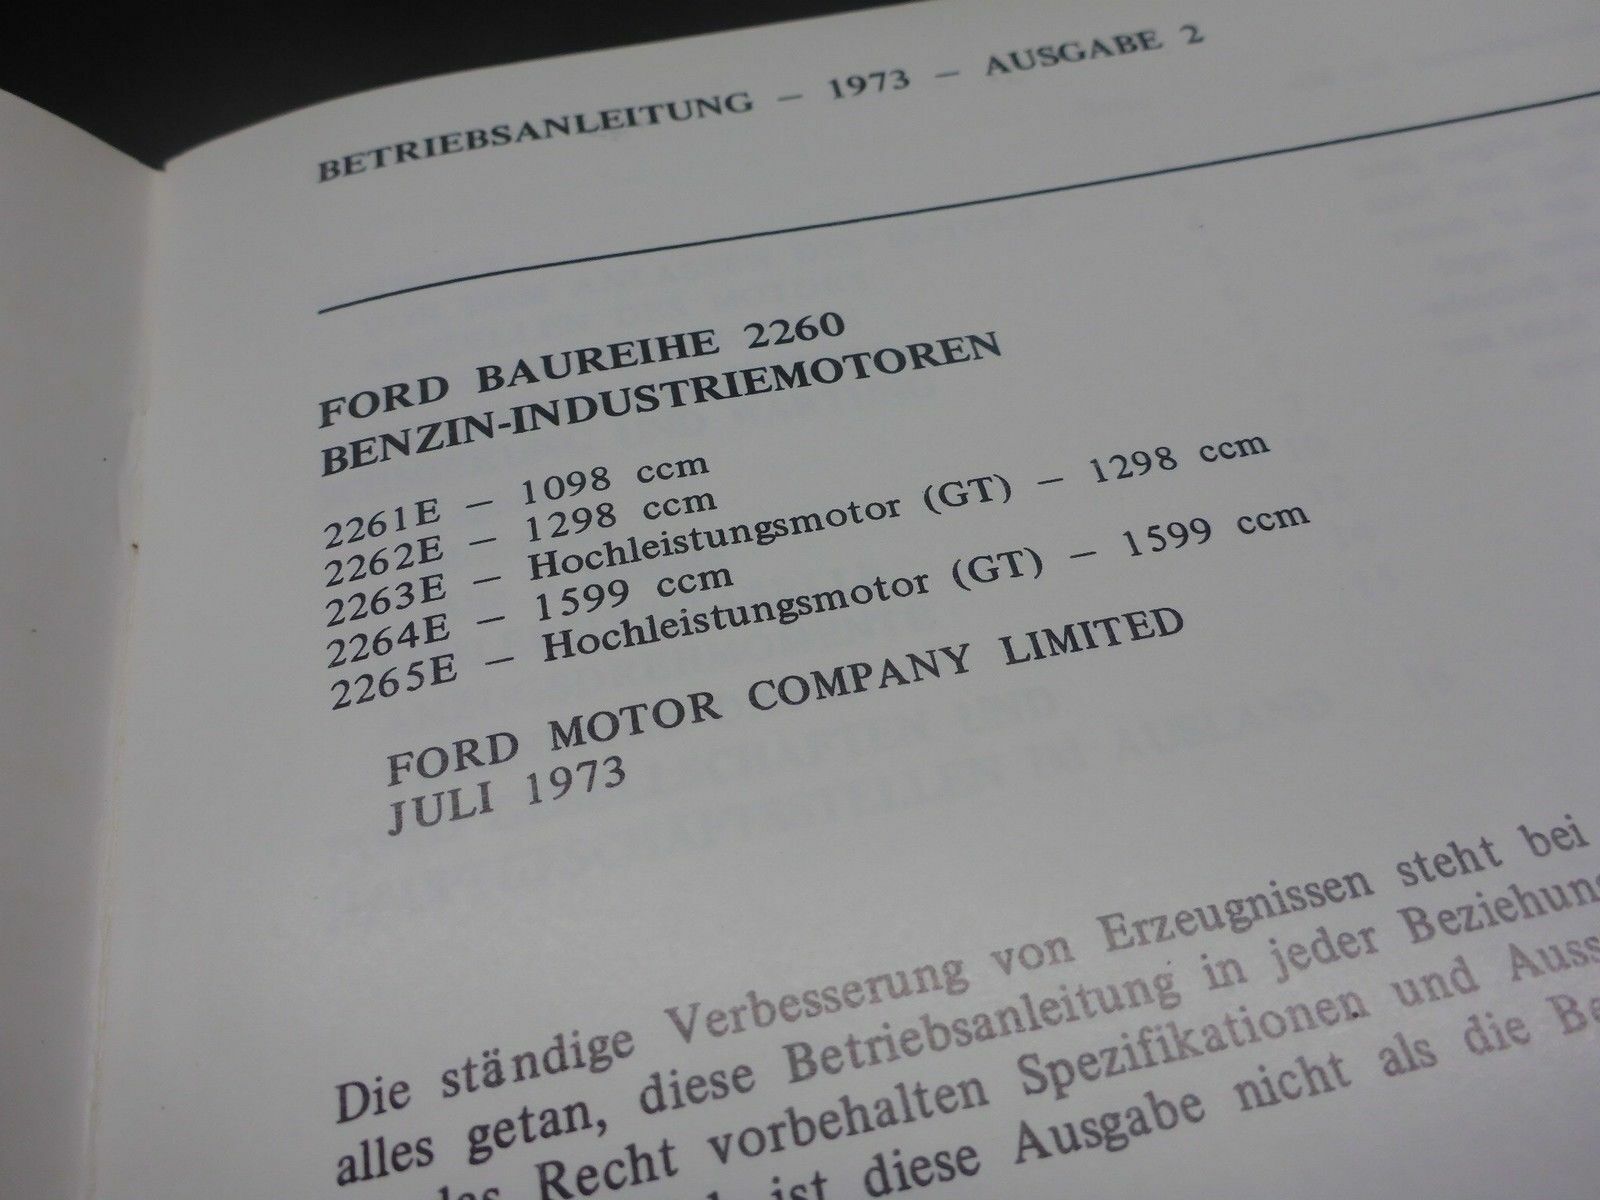 BETRIEBSANLEITUNG – 1973 – AUSGABE 2
FORD BAUREIHE 2260
BENZIN-INDUSTRIEMOTOREN
2261E – 1098 ccm
2262E – 1298 ccm
2263E – Hochleistungsmotor (GT) – 1298 ccm
2264E – 1599 ccm
2265E – Hochleistungsmotor (GT) – 1599 ccm
FORD MOTOR COMPANY LIMITED
JULI 1973
Die ständige Verbesserung von Erzeugnissen steht bei
alles getan, diese Betriebsanleitung in jeder
Recht vorbehalten Spezifikationen und
ist diese Ausgabe nicht als die